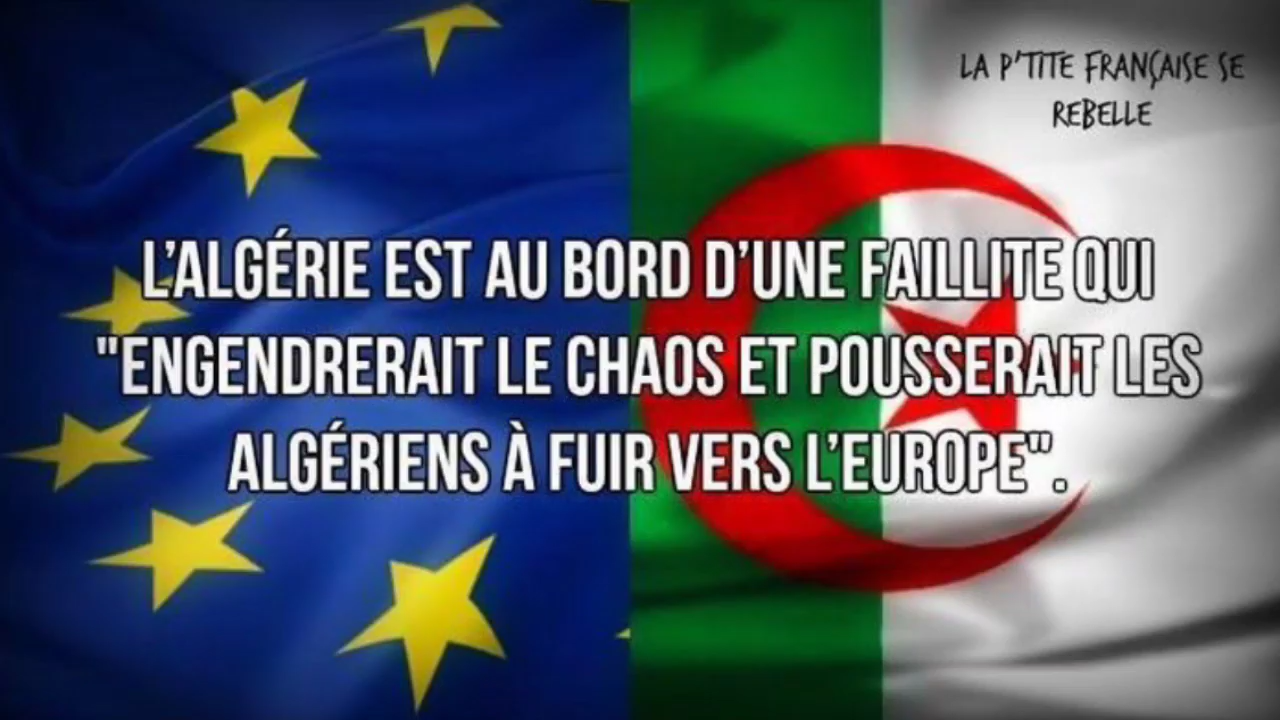 LA P'TITE FRANÇAISE SE
REBELLE
L'ALGÉRIE EST AU BORD D'UNE FAILLITE QUI
"ENGENDRERAIT LE CHAOS ET POUSSERAIT LES
ALGÉRIENS À FUIR VERS L'EUROPE".